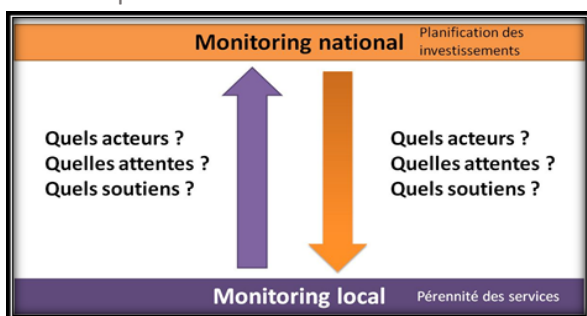 Monitoring national
Planification des
investissements
Quels acteurs ?
Quelles attentes ?
Quels soutiens ?
Quels acteurs ?
Quelles attentes ?
Quels soutiens ?
Monitoring local
Pérennité des services